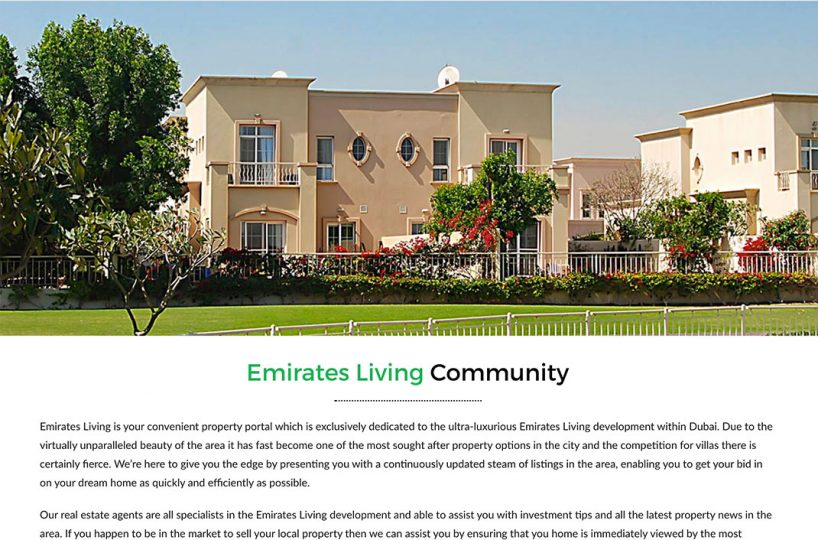 Emirates Living Community
Emirates Living is your convenient property portal which is exclusively dedicated to the ultra-luxurious Emirates Living development within Dubai. Due to the
virtually unparalleled beauty of the area it has fast become one of the most sought after property options in the city and the competition for villas there is
certainly fierce. We're here to give you the edge by presenting you with a continuously updated steam of listings in the area, enabling you to get your bid in
on your dream home as quickly and efficiently as possible.
Our real estate agents are all specialists in the Emirates Living development and able to assist you with investment tips and all the latest property news in the
area. If you happen to be in the market to sell your local property then we can assist you by ensuring that you home is immediately viewed by the most